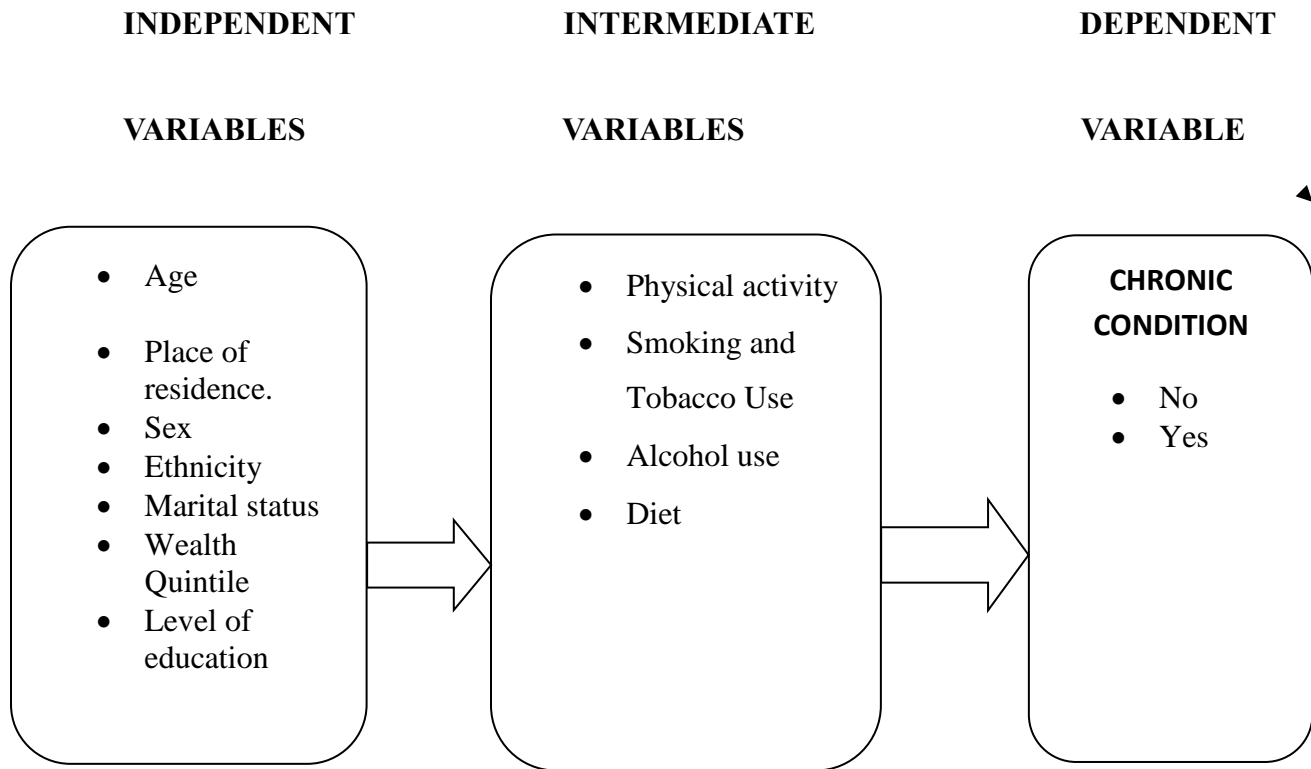 INDEPENDENT
VARIABLES
INTERMEDIATE
VARIABLES
DEPENDENT
VARIABLE
• Age
• Place of
residence.
• Sex
• Ethnicity
• Marital status
• Wealth
Quintile
• Level of
education
• Physical activity
• Smoking and
Tobacco Use
• Alcohol use
• Diet
CHRONIC
CONDITION
• No
• Yes